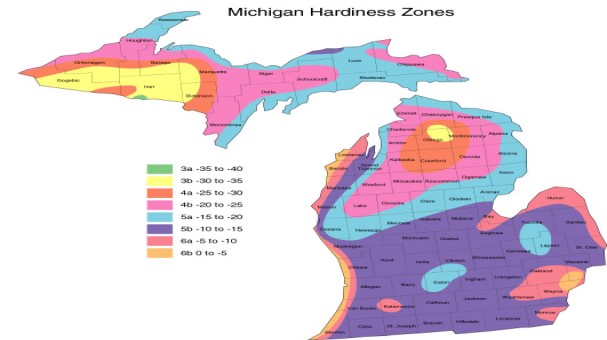 Michigan Hardiness Zones
Keweenaw
Houghton
Ontonagon
Baraga
Luce
Gogebic
Iron
Marquette
Alger
Schoolcraft
Chippewa
Mackinac
Dickinson
Delta
Menominee
Emmet
Cheboygan
Presque Isle
Charlevoix
Antrim
Otsego
Montmorency
Alpena
Leelanau
Benzie
Grand
Traverse
Kalkaska
Crawford
Oscoda
Alcona
Manistee
Wexford
Missaukee
Roscommon
Ogemaw
Iosco
3a -35 to -40
3b -30 to -35
4a -25 to -30
4b -20 to -25
5a -15 to -20
5b -10 to -15
6a -5 to -10
6b 0 to -5
Mason
Lake
Osceola
Clare
Gladwin
Arenac
Huron
Oceana
Newaygo
Mecosta
Isabella
Midland
Bay
Tuscola
Sanilac
Muskegon
Montcalm
Gratiot
Saginaw
Lapeer
St. Clair
Ottawa
Kent
Ionia
Clinton
Shiawassee
Genesee
Macomb
Allegan
Barry
Eaton
Ingham
Livingston
Oakland
Van Buren
Kalamazoo
Calhoun
Jackson
Washtenaw
Wayne
Berrien
Cass
St. Joseph
Branch
Hillsdale
Lenawee
Monroe